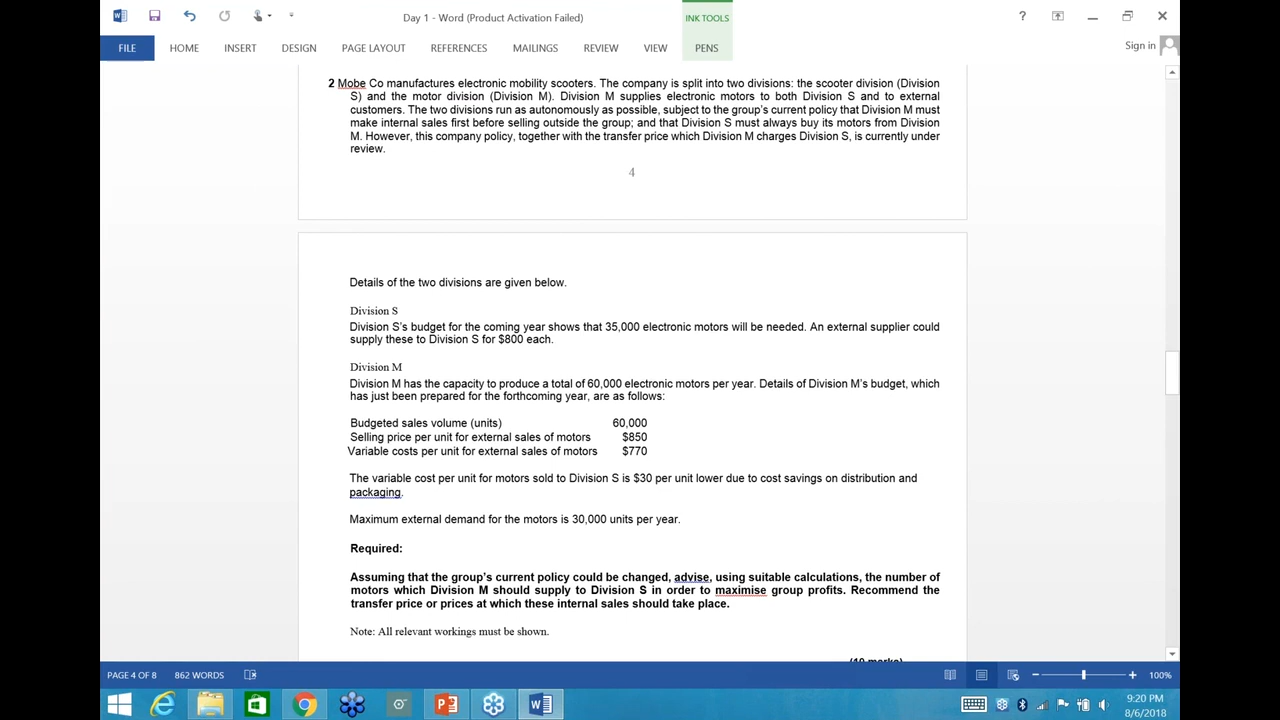 Day 1 - Word (Product Activation Failed)
INK TOOLS
?
FILE HOME INSERT DESIGN PAGE LAYOUT REFERENCES MAILINGS REVIEW VIEW PENS
Sign in
2 Mobe Co manufactures electronic mobility scooters. The company is split into two divisions: the scooter division (Division
S) and the motor division (Division M). Division M supplies electronic motors to both Division S and to external
customers. The two divisions run as autonomously as possible, subject to the group's current policy that Division M must
make internal sales first before selling outside the group; and that Division S must always buy its motors from Division
M. However, this company policy, together with the transfer price which Division M charges Division S, is currently under
review.
4
Details of the two divisions are given below.
Division S
Division S's budget for the coming year shows that 35,000 electronic motors will be needed. An external supplier could
supply these to Division S for $800 each.
Division M
Division M has the capacity to produce a total of 60,000 electronic motors per year. Details of Division M's budget, which
has just been prepared for the forthcoming year, are as follows:
Budgeted sales volume (units) 60,000
Selling price per unit for external sales of motors $850
Variable costs per unit for external sales of motors $770
The variable cost per unit for motors sold to Division S is $30 per unit lower due to cost savings on distribution and
packaging.
Maximum external demand for the motors is 30,000 units per year.
Required:
Assuming that the group's current policy could be changed, advise, using suitable calculations, the number of
motors which Division M should supply to Division S in order to maximise group profits. Recommend the
transfer price or prices at which these internal sales should take place.
Note: All relevant workings must be shown.
(10 marks)
PAGE 4 OF 8 862 WORDS 100%
9:20 PM
8/6/2018